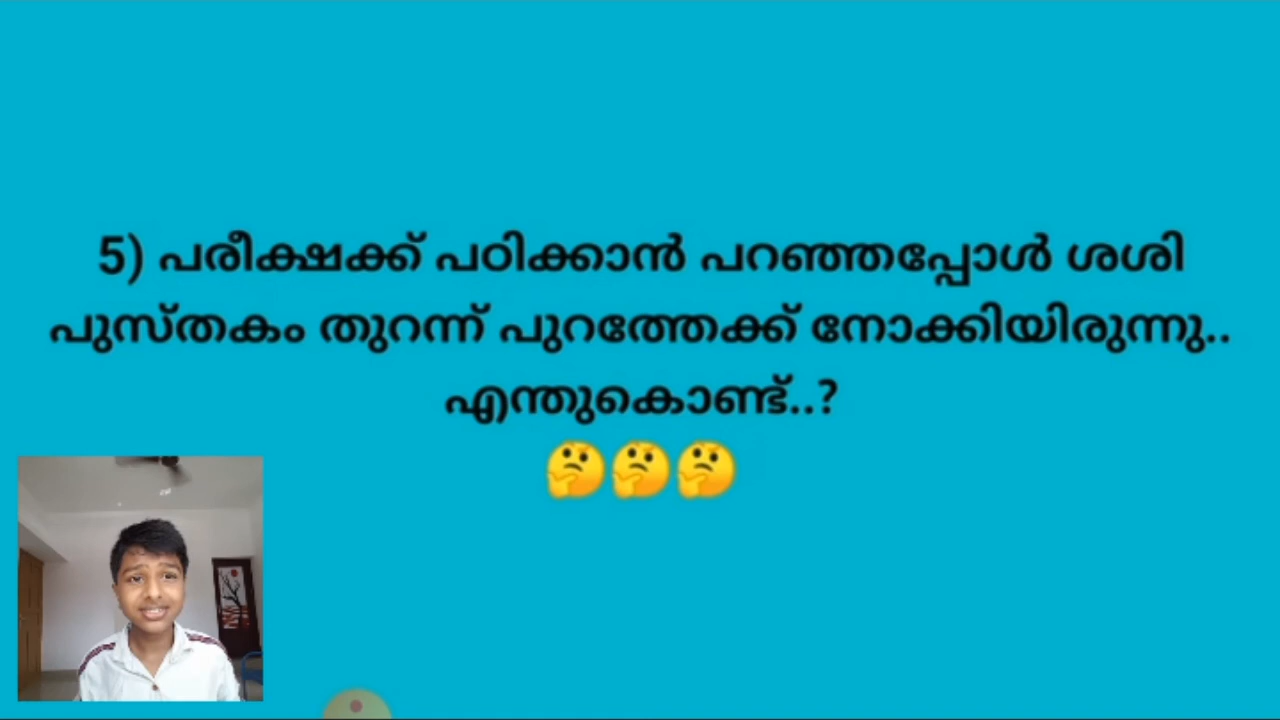 5) പരീക്ഷക്ക് പഠിക്കാൻ പറഞ്ഞപ്പോൾ ശശി
പുസ്തകം തുറന്ന് പുറത്തേക്ക് നോക്കിയിരുന്നു..
എന്തുകൊണ്ട്..?
🤔🤔🤔